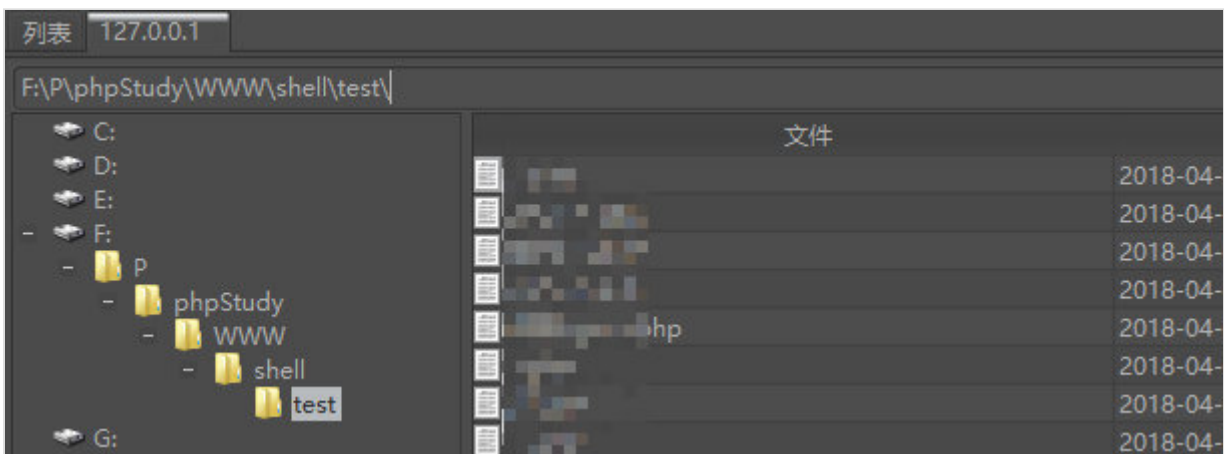 列表 127.0.0.1
F:\P\phpStudy\WWW\shell\test\
C:
D:
E:
F:
P
phpStudy
WWW
shell
test
G:
文件
2018-04-
2018-04-
2018-04-
2018-04-
php 2018-04-
2018-04-
2018-04-
2018-04-